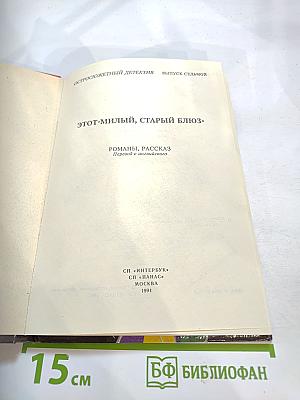 ОСТРОСЮЖЕТНЫЙ ДЕТЕКТИВ ВЫПУСК СЕДЬМОЙ
ЭТОТ МИЛЫЙ, СТАРЫЙ БЛЮЗ
РОМАНЫ, РАССКАЗ
Перевод с английского
СП «ИНТЕРБУК»
СП «ПАНАС»
МОСКВА
1991
15 см
БФ БИБЛИОФАН